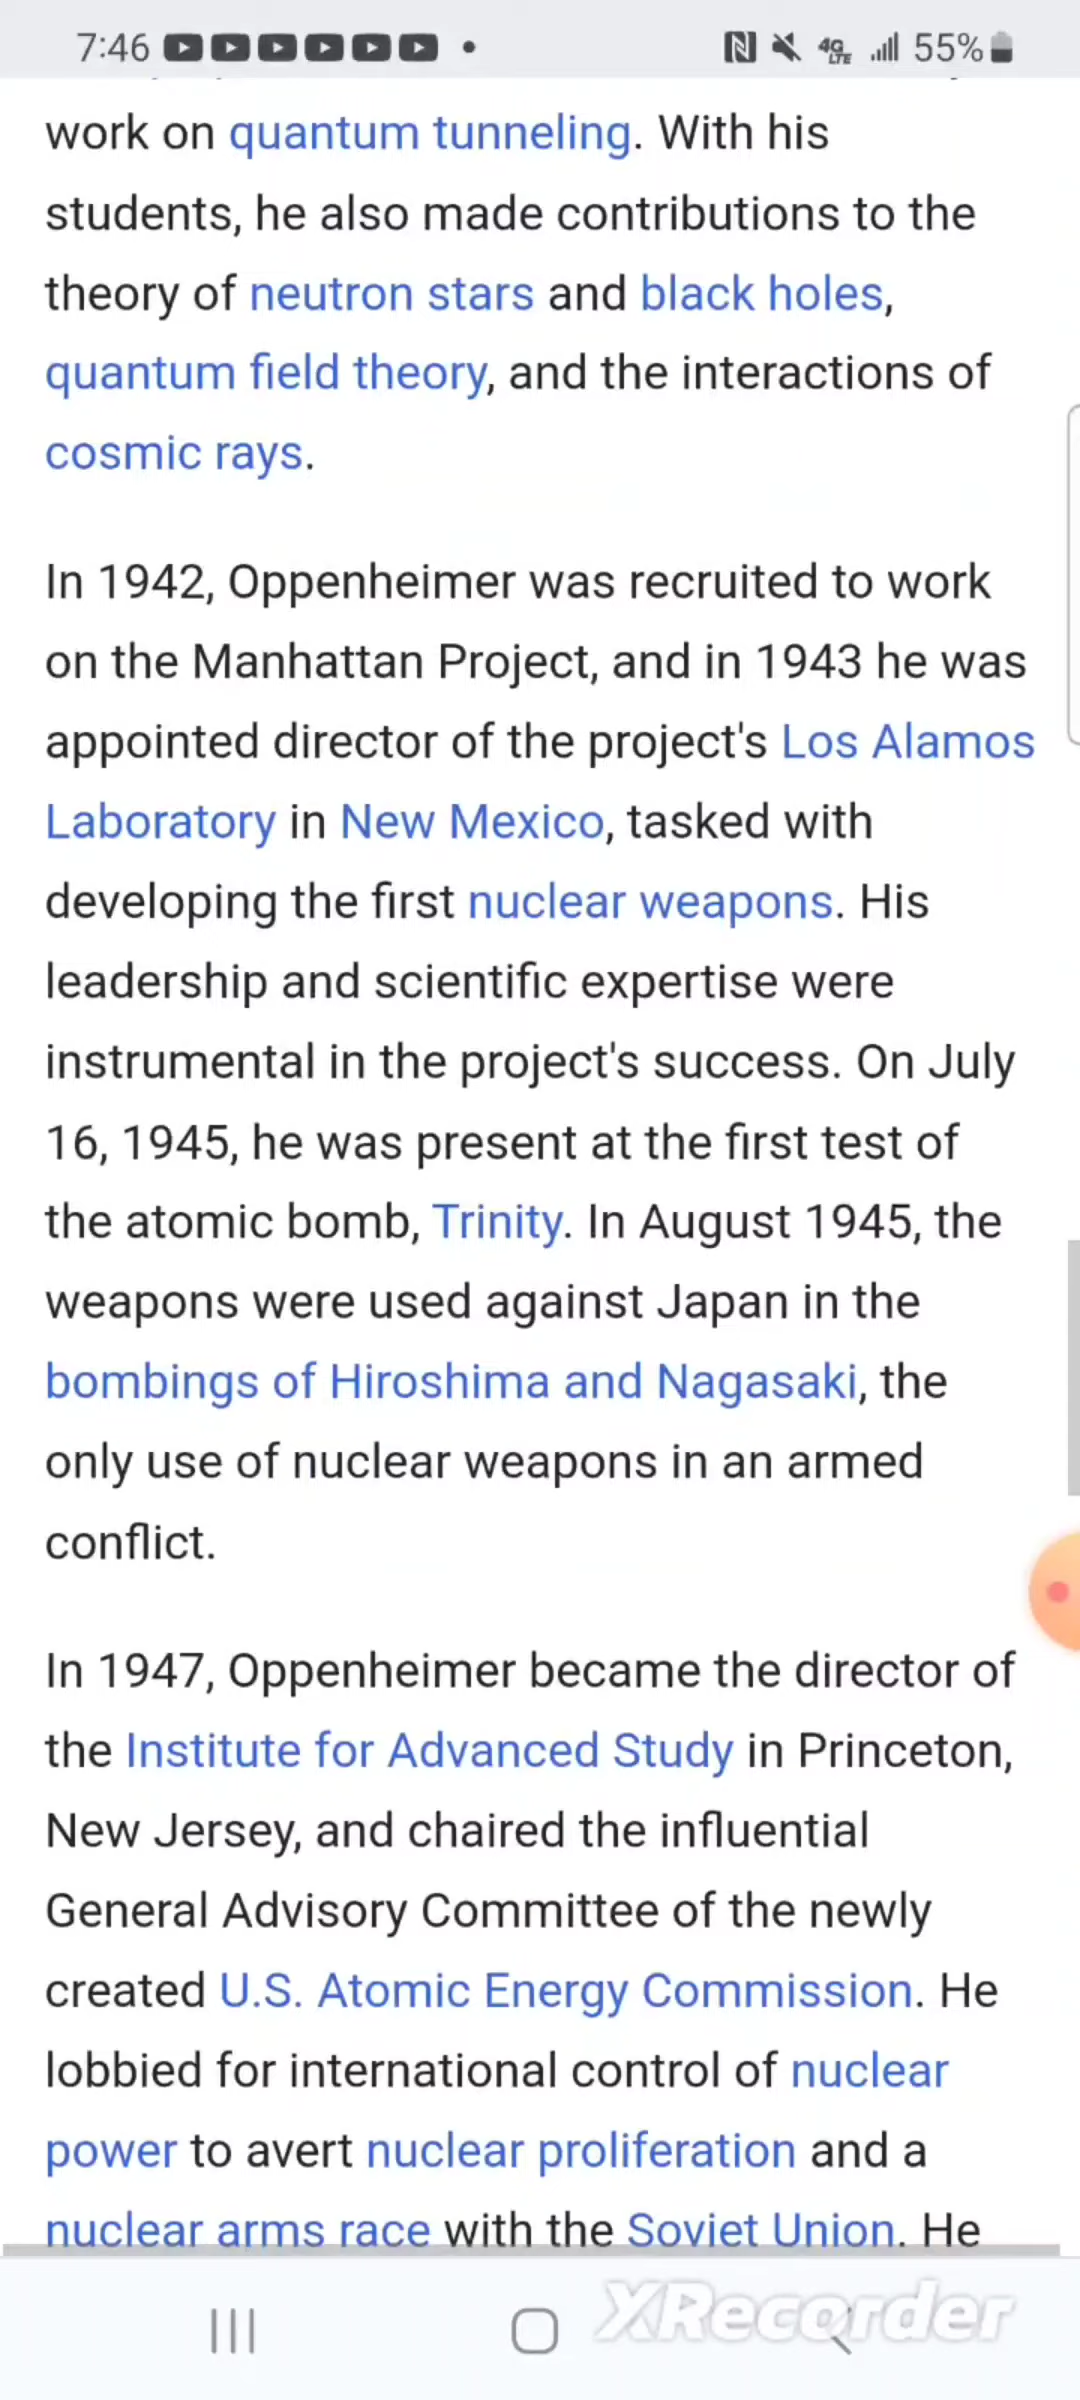 7:46
4G LTE 55%
work on quantum tunneling. With his
students, he also made contributions to the
theory of neutron stars and black holes,
quantum field theory, and the interactions of
cosmic rays.
In 1942, Oppenheimer was recruited to work
on the Manhattan Project, and in 1943 he was
appointed director of the project's Los Alamos
Laboratory in New Mexico, tasked with
developing the first nuclear weapons. His
leadership and scientific expertise were
instrumental in the project's success. On July
16, 1945, he was present at the first test of
the atomic bomb, Trinity. In August 1945, the
weapons were used against Japan in the
bombings of Hiroshima and Nagasaki, the
only use of nuclear weapons in an armed
conflict.
In 1947, Oppenheimer became the director of
the Institute for Advanced Study in Princeton,
New Jersey, and chaired the influential
General Advisory Committee of the newly
created U.S. Atomic Energy Commission. He
lobbied for international control of nuclear
power to avert nuclear proliferation and a
nuclear arms race with the Soviet Union. He
XRecorder